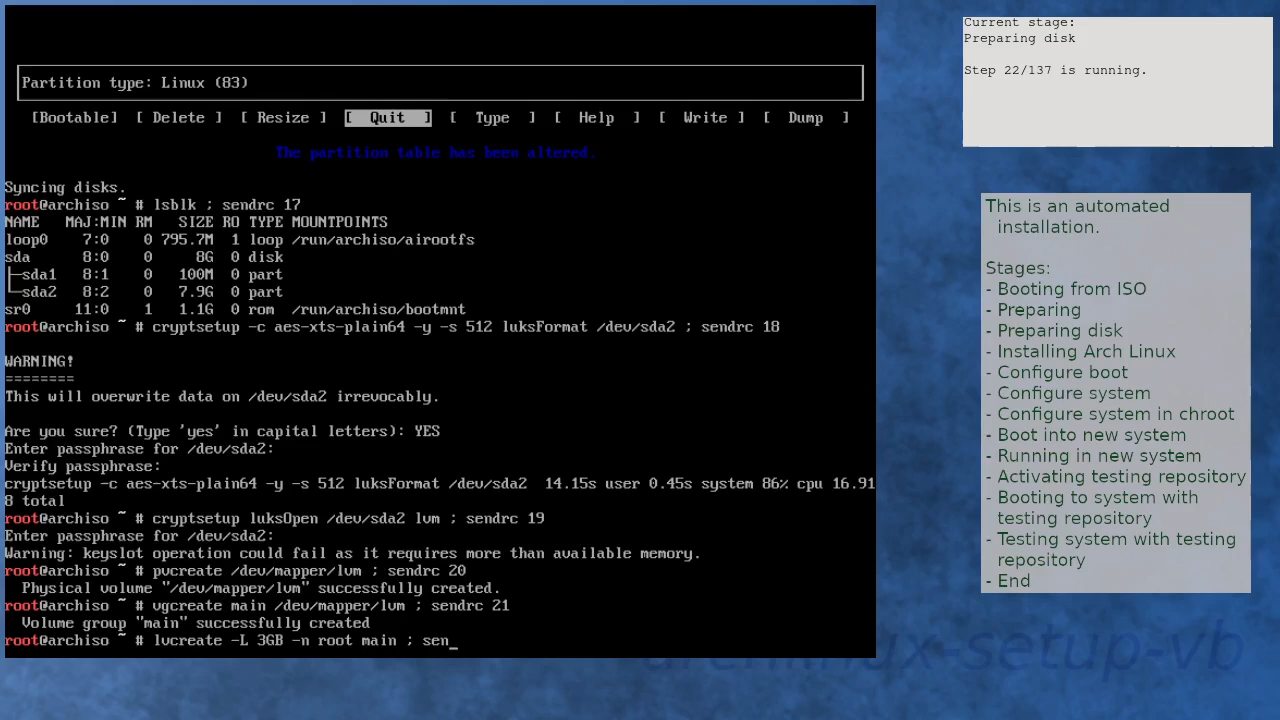 Partition type: Linux (83)
[Bootable] [ Delete ] [ Resize ] [ Quit ] [ Type ] [ Help ] [ Write ] [ Dump ]
The partition table has been altered.
Syncing disks.
root@archiso ~ # lsblk ; sendrc 17
NAME   MAJ:MIN RM   SIZE RO TYPE MOUNTPOINTS
loop0    7:0    0 795.7M  1 loop /run/archiso/airootfs
sda      8:0    0     8G  0 disk
├─sda1   8:1    0   100M  0 part
└─sda2   8:2    0   7.9G  0 part
sr0     11:0    1   1.1G  0 rom  /run/archiso/bootmnt
root@archiso ~ # cryptsetup -c aes-xts-plain64 -y -s 512 luksFormat /dev/sda2 ; sendrc 18
WARNING!
========
This will overwrite data on /dev/sda2 irrevocably.
Are you sure? (Type 'yes' in capital letters): YES
Enter passphrase for /dev/sda2:
Verify passphrase:
cryptsetup -c aes-xts-plain64 -y -s 512 luksFormat /dev/sda2  14.15s user 0.45s system 86% cpu 16.91
8 total
root@archiso ~ # cryptsetup luksOpen /dev/sda2 lvm ; sendrc 19
Enter passphrase for /dev/sda2:
Warning: keyslot operation could fail as it requires more than available memory.
root@archiso ~ # pvcreate /dev/mapper/lvm ; sendrc 20
  Physical volume "/dev/mapper/lvm" successfully created.
root@archiso ~ # vgcreate main /dev/mapper/lvm ; sendrc 21
  Volume group "main" successfully created
root@archiso ~ # lvcreate -L 3GB -n root main ; sen_
Current stage:
Preparing disk
Step 22/137 is running.
This is an automated
installation.
Stages:
- Booting from ISO
- Preparing
- Preparing disk
- Installing Arch Linux
- Configure boot
- Configure system
- Configure system in chroot
- Boot into new system
- Running in new system
- Activating testing repository
- Booting to system with
testing repository
- Testing system with testing
repository
- End
archlinux-setup-vb